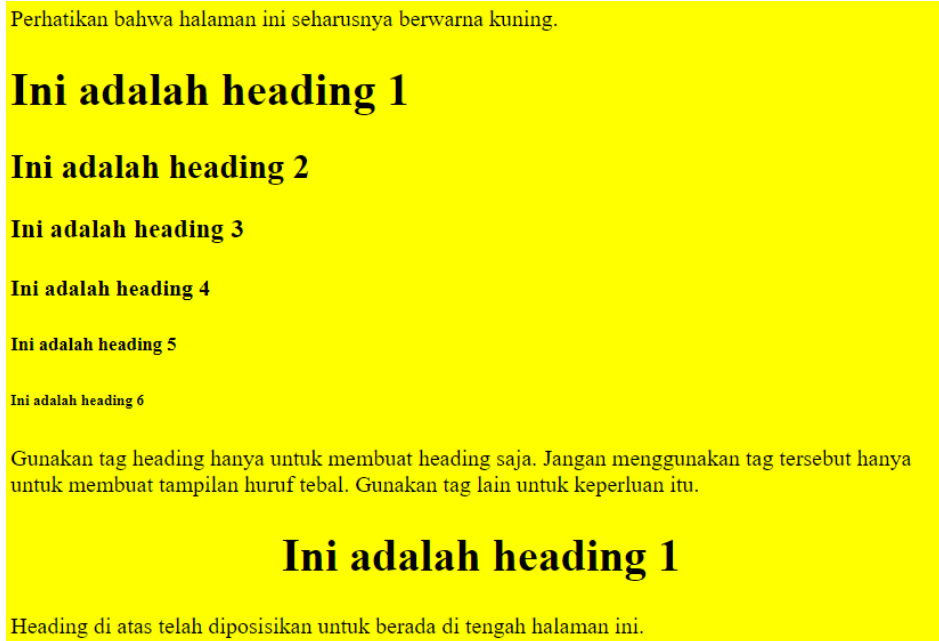 Perhatikan bahwa halaman ini seharusnya berwarna kuning.
Ini adalah heading 1
Ini adalah heading 2
Ini adalah heading 3
Ini adalah heading 4
Ini adalah heading 5
Ini adalah heading 6
Gunakan tag heading hanya untuk membuat heading saja. Jangan menggunakan tag tersebut hanya
untuk membuat tampilan huruf tebal. Gunakan tag lain untuk keperluan itu.
Ini adalah heading 1
Heading di atas telah diposisikan untuk berada di tengah halaman ini.